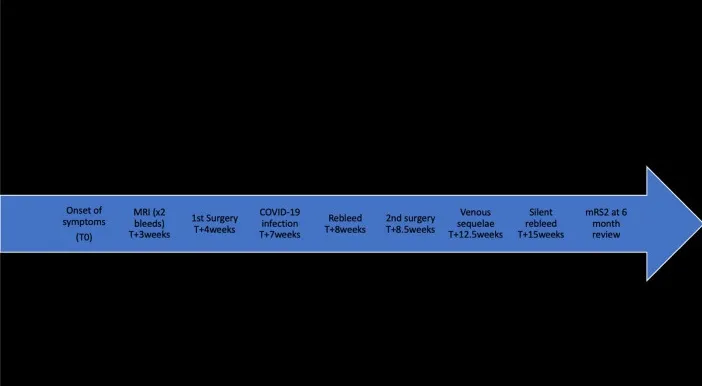 Onset of
symptoms
(T0)
MRI (x2
bleeds)
T+3weeks
1st Surgery
T+4weeks
COVID-19
infection
T+7weeks
Rebleed
T+8weeks
2nd surgery
T+8.5weeks
Venous
sequelae
T+12.5weeks
Silent
rebleed
T+15weeks
mRS2 at 6
month
review